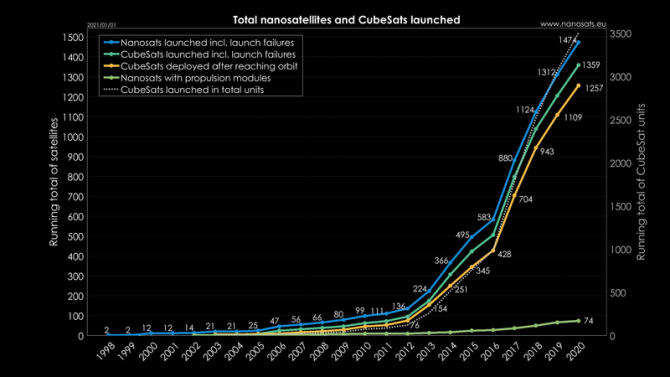 Total nanosatellites and CubeSats launched
2021/01/01
www.nanosats.eu
Nanosats launched incl. launch failures
CubeSats launched incl. launch failures
CubeSats deployed after reaching orbit
Nanosats with propulsion modules
CubeSats launched in total units
Running total of satellites
1500
1400
1300
1200
1100
1000
900
800
700
600
500
400
300
200
100
0
2 2 12 12 14 21 21 25 47 56 66 80 99 111 136 224 366 495 583 880 1124 1312 1474
1359
76 154 251 345 428 704 943 1109 1257
74
3500
3000
2500
2000
1500
1000
500
0
Running total of CubeSat units
1998 1999 2000 2001 2002 2003 2004 2005 2006 2007 2008 2009 2010 2011 2012 2013 2014 2015 2016 2017 2018 2019 2020